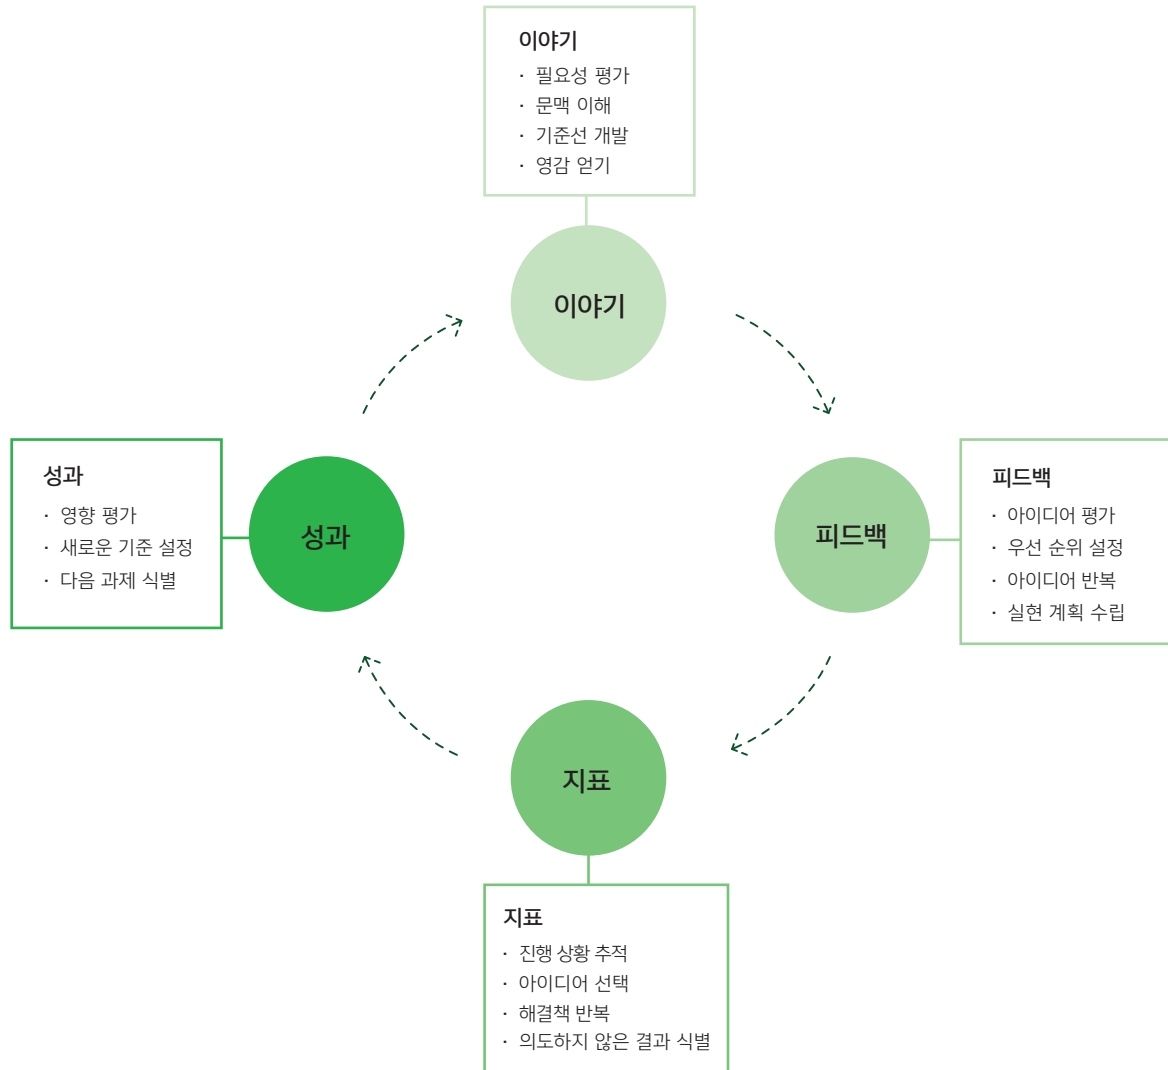 이야기
· 필요성 평가
· 문맥 이해
· 기준선 개발
· 영감 얻기
이야기
성과
· 영향 평가
· 새로운 기준 설정
· 다음 과제 식별
성과
피드백
피드백
· 아이디어 평가
· 우선 순위 설정
· 아이디어 반복
· 실현 계획 수립
지표
지표
· 진행 상황 추적
· 아이디어 선택
· 해결책 반복
· 의도하지 않은 결과 식별